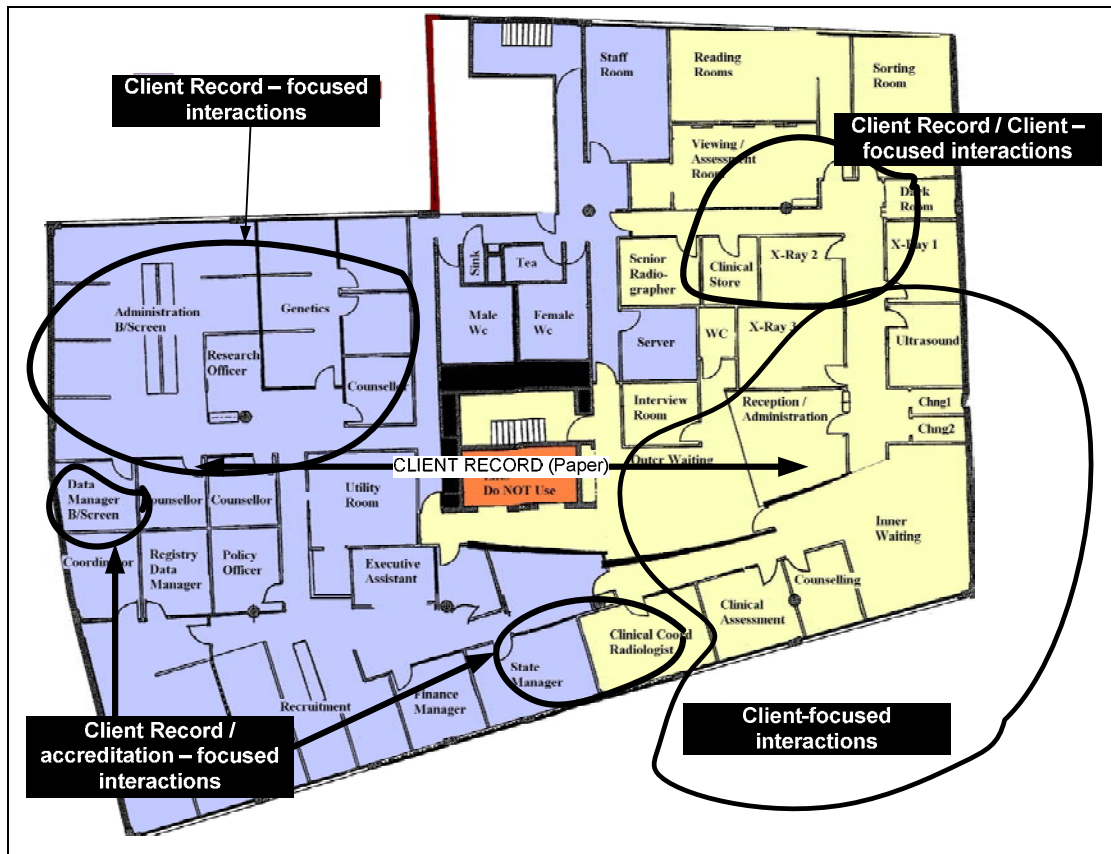 Client Record – focused
interactions
Staff
Room
Reading
Rooms
Sorting
Room
Client Record / Client –
focused interactions
Viewing /
Assessment
Room
Dark
Room
X-Ray 1
Sink
Tea
Senior
Radio-
grapher
Clinical
Store
X-Ray 2
Administration
B/Screen
Genetics
Male
Wc
Female
Wc
Server
WC
X-Ray 3
Ultrasound
Research
Officer
Counsellor
Interview
Room
Reception /
Administration
Chng1
Chng2
CLIENT RECORD (Paper)
Outer Waiting
Do NOT Use
Data
Manager
B/Screen
Counsellor
Counsellor
Utility
Room
Inner
Waiting
Coordinator
Registry
Data
Manager
Policy
Officer
Executive
Assistant
Counselling
Clinical
Assessment
Clinical Coord
Radiologist
State
Manager
Finance
Manager
Recruitment
Client Record /
accreditation – focused
interactions
Client-focused
interactions